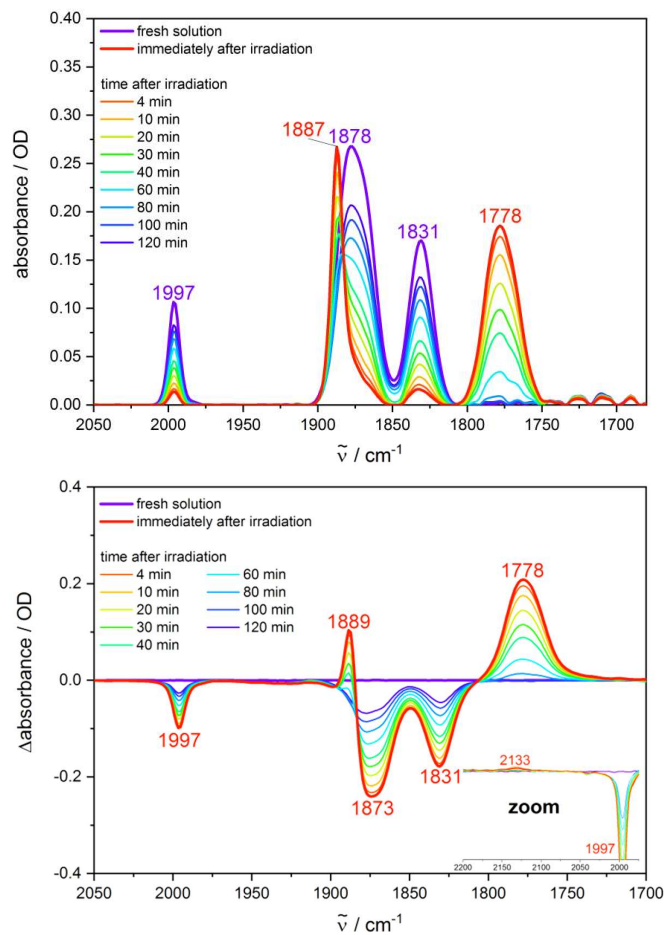 0.40
fresh solution
immediately after irradiation
0.35
time after irradiation
0.30
4 min
10 min
1887 1878
20 min
0.25
30 min
40 min
0.20
60 min
80 min
1778
100 min
1831
0.15
120 min
1997
0.10
0.05
0.00
absorbance / OD
2050 2000 1950 1900 1850 1800 1750 1700
ṽ / cm⁻¹
0.4
fresh solution
immediately after irradiation
time after irradiation
4 min 60 min
10 min 80 min
20 min 100 min
30 min 120 min
40 min
1778
0.2
1889
0.0
1997
1831
1873
-0.2
-0.4
Δabsorbance / OD
2133
zoom
1997
2200 2150 2100 2050 2000
2050 2000 1950 1900 1850 1800 1750 1700
ṽ / cm⁻¹